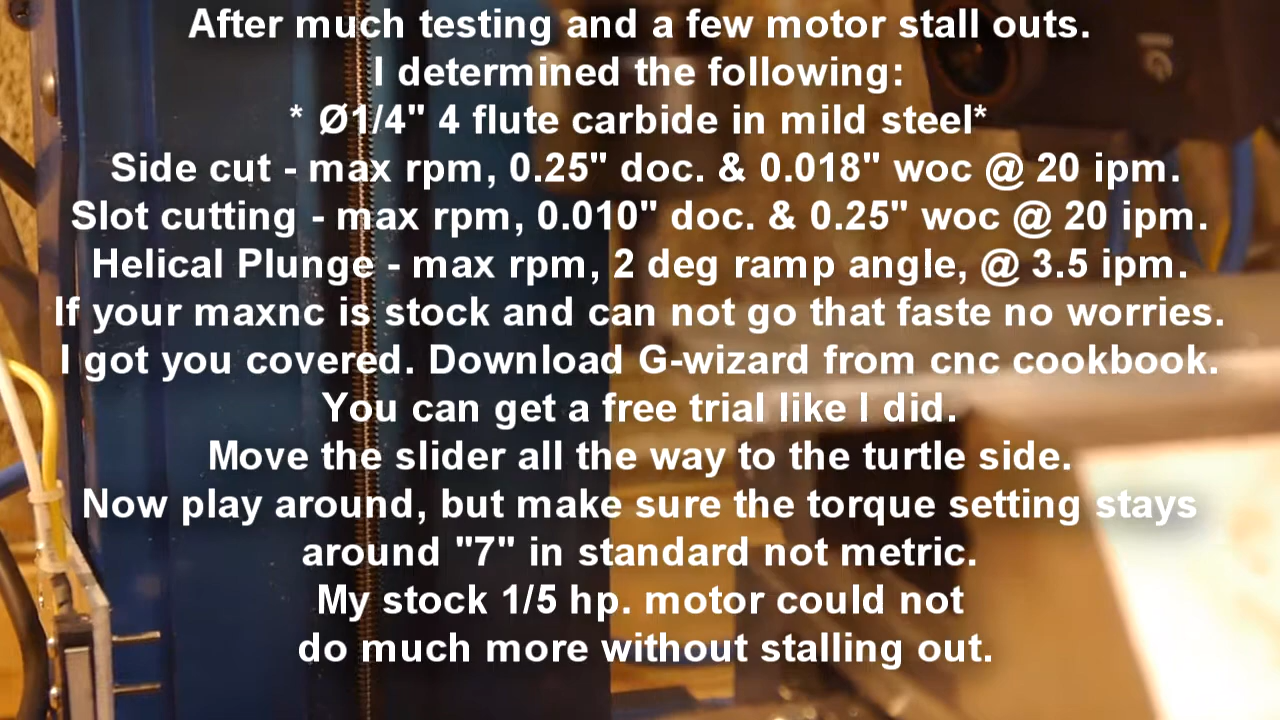 After much testing and a few motor stall outs.
I determined the following:
* Ø1/4" 4 flute carbide in mild steel*
Side cut - max rpm, 0.25" doc. & 0.018" woc @ 20 ipm.
Slot cutting - max rpm, 0.010" doc. & 0.25" woc @ 20 ipm.
Helical Plunge - max rpm, 2 deg ramp angle, @ 3.5 ipm.
If your maxnc is stock and can not go that faste no worries.
I got you covered. Download G-wizard from cnc cookbook.
You can get a free trial like I did.
Move the slider all the way to the turtle side.
Now play around, but make sure the torque setting stays
around "7" in standard not metric.
My stock 1/5 hp. motor could not
do much more without stalling out.